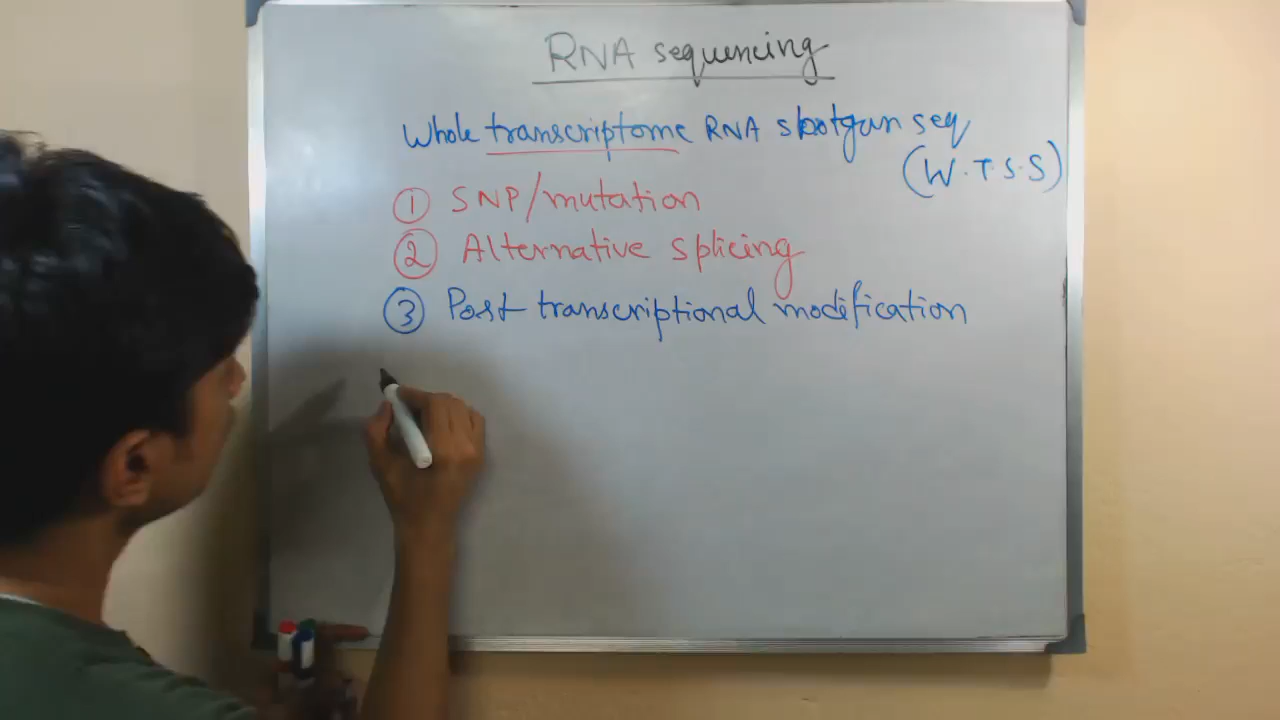 RNA sequencing
Whole transcriptome RNA shotgun seq
(W.T.S.S)
① SNP/mutation
② Alternative splicing
③ Post transcriptional modification